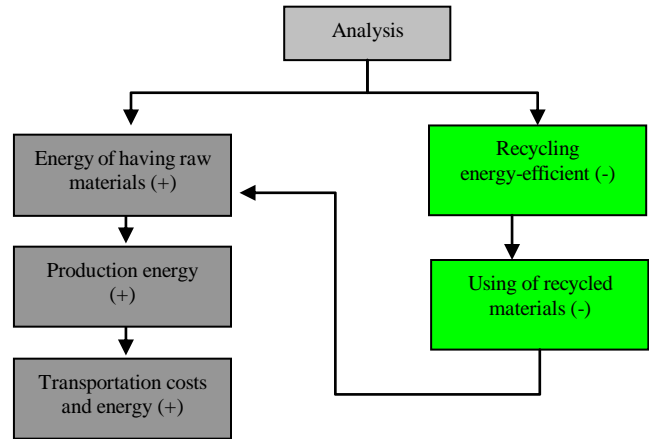 Analysis
Energy of having raw
materials (+)
Production energy
(+)
Transportation costs
and energy (+)
Recycling
energy-efficient (-)
Using of recycled
materials (-)